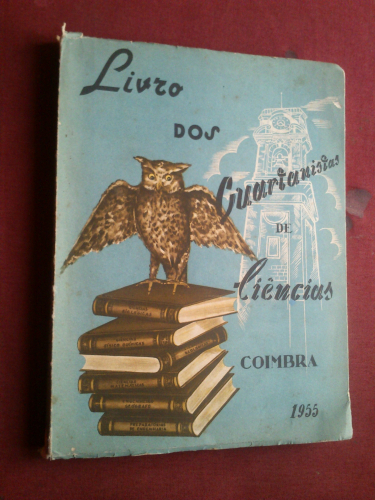 Livro
DOS
Quartanistas
DE
Ciências
COIMBRA
1955